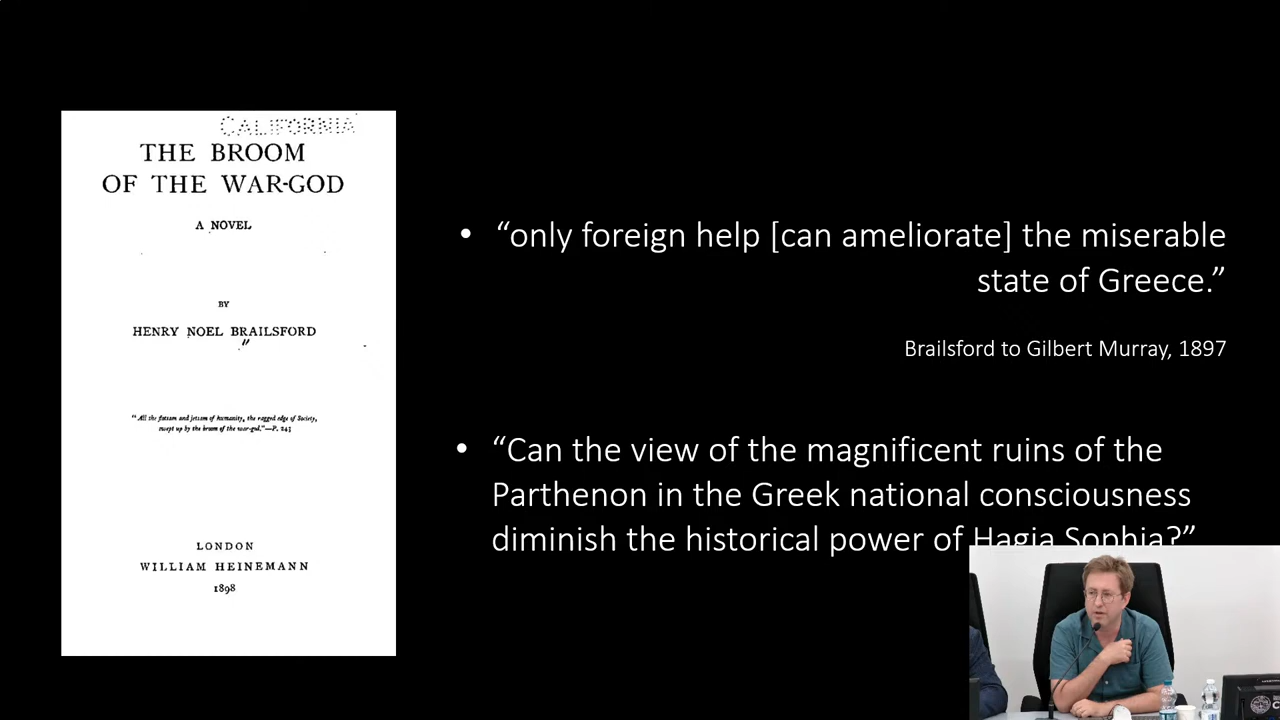 CALIFORNIA
THE BROOM
OF THE WAR-GOD
A NOVEL
BY
HENRY NOEL BRAILSFORD
"All the flotsam and jetsam of humanity, the ragged edge of Society,
swept up by the broom of the war-god."—P. 243
LONDON
WILLIAM HEINEMANN
1898
• “only foreign help [can ameliorate] the miserable
state of Greece.”
Brailsford to Gilbert Murray, 1897
• “Can the view of the magnificent ruins of the
Parthenon in the Greek national consciousness
diminish the historical power of Hagia Sophia?”